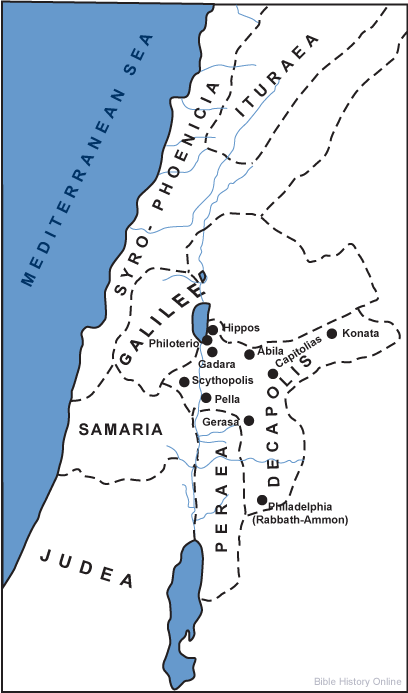 MEDITERRANEAN SEA
ITURAEA
SYRO-PHOENICIA
GALILEE
Hippos
Philoterio
Konata
Abila
Capitolias
Gadara
Scythopolis
DECAPOLIS
Pella
Gerasa
SAMARIA
PERAEA
Philadelphia
(Rabbath-Ammon)
JUDEA
Bible History Online